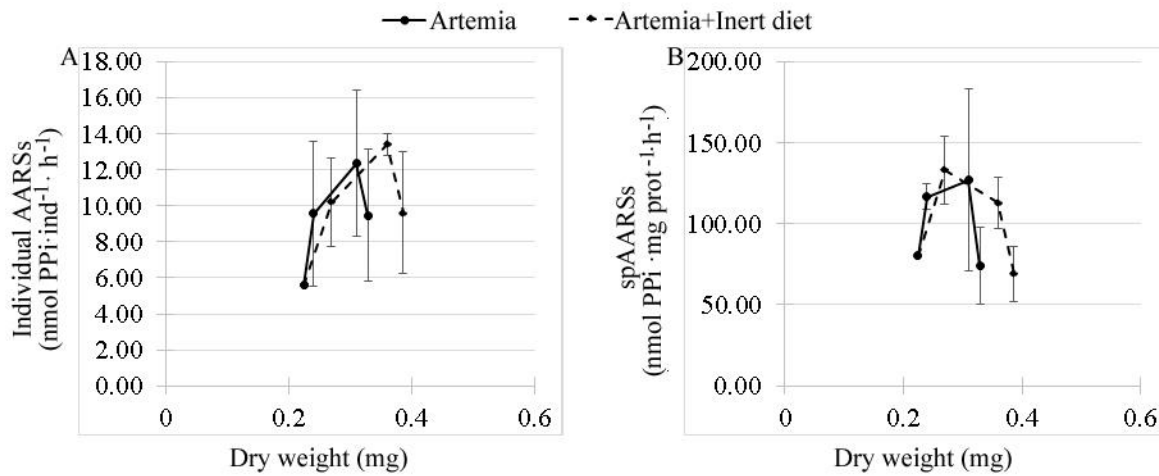 Artemia
Artemia+Inert diet
A
Individual AARSs
(nmol PPi·ind⁻¹· h⁻¹)
18.00
16.00
14.00
12.00
10.00
8.00
6.00
4.00
2.00
0.00
0
0.2
0.4
0.6
Dry weight (mg)
B
spAARSs
(nmol PPi ·mg prot⁻¹·h⁻¹)
200.00
150.00
100.00
50.00
0.00
0
0.2
0.4
0.6
Dry weight (mg)